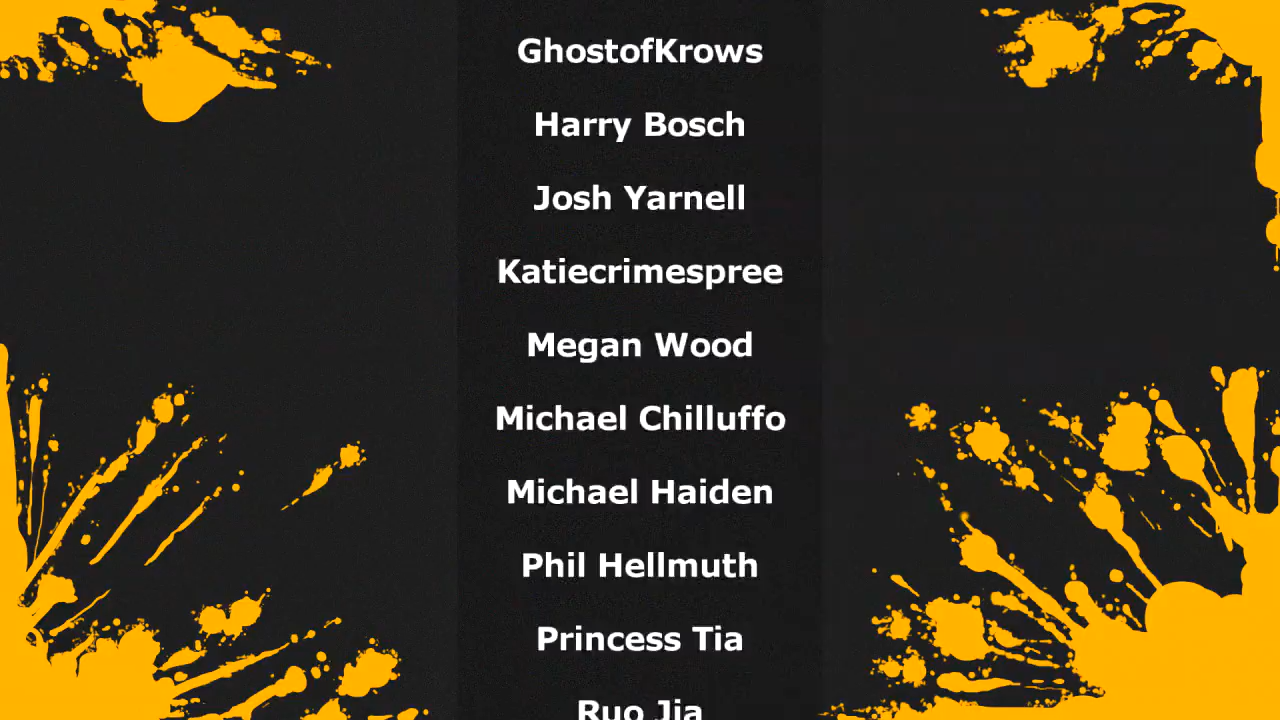 GhostofKrows
Harry Bosch
Josh Yarnell
Katiecrimespree
Megan Wood
Michael Chilluffo
Michael Haiden
Phil Hellmuth
Princess Tia
Ruo Jia